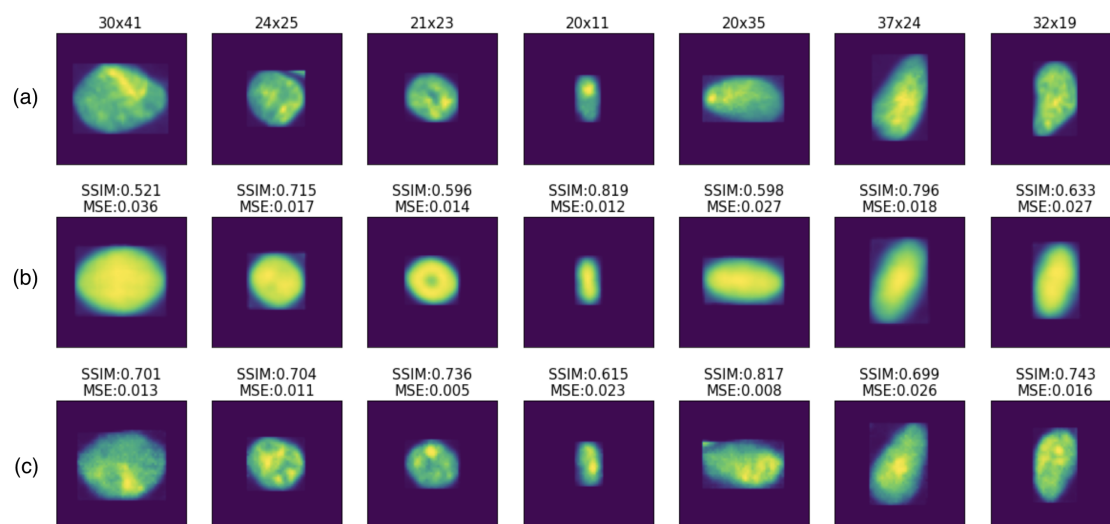 30x41 24x25 21x23 20x11 20x35 37x24 32x19
(a)
SSIM:0.521 SSIM:0.715 SSIM:0.596 SSIM:0.819 SSIM:0.598 SSIM:0.796 SSIM:0.633
MSE:0.036 MSE:0.017 MSE:0.014 MSE:0.012 MSE:0.027 MSE:0.018 MSE:0.027
(b)
SSIM:0.701 SSIM:0.704 SSIM:0.736 SSIM:0.615 SSIM:0.817 SSIM:0.699 SSIM:0.743
MSE:0.013 MSE:0.011 MSE:0.005 MSE:0.023 MSE:0.008 MSE:0.026 MSE:0.016
(c)